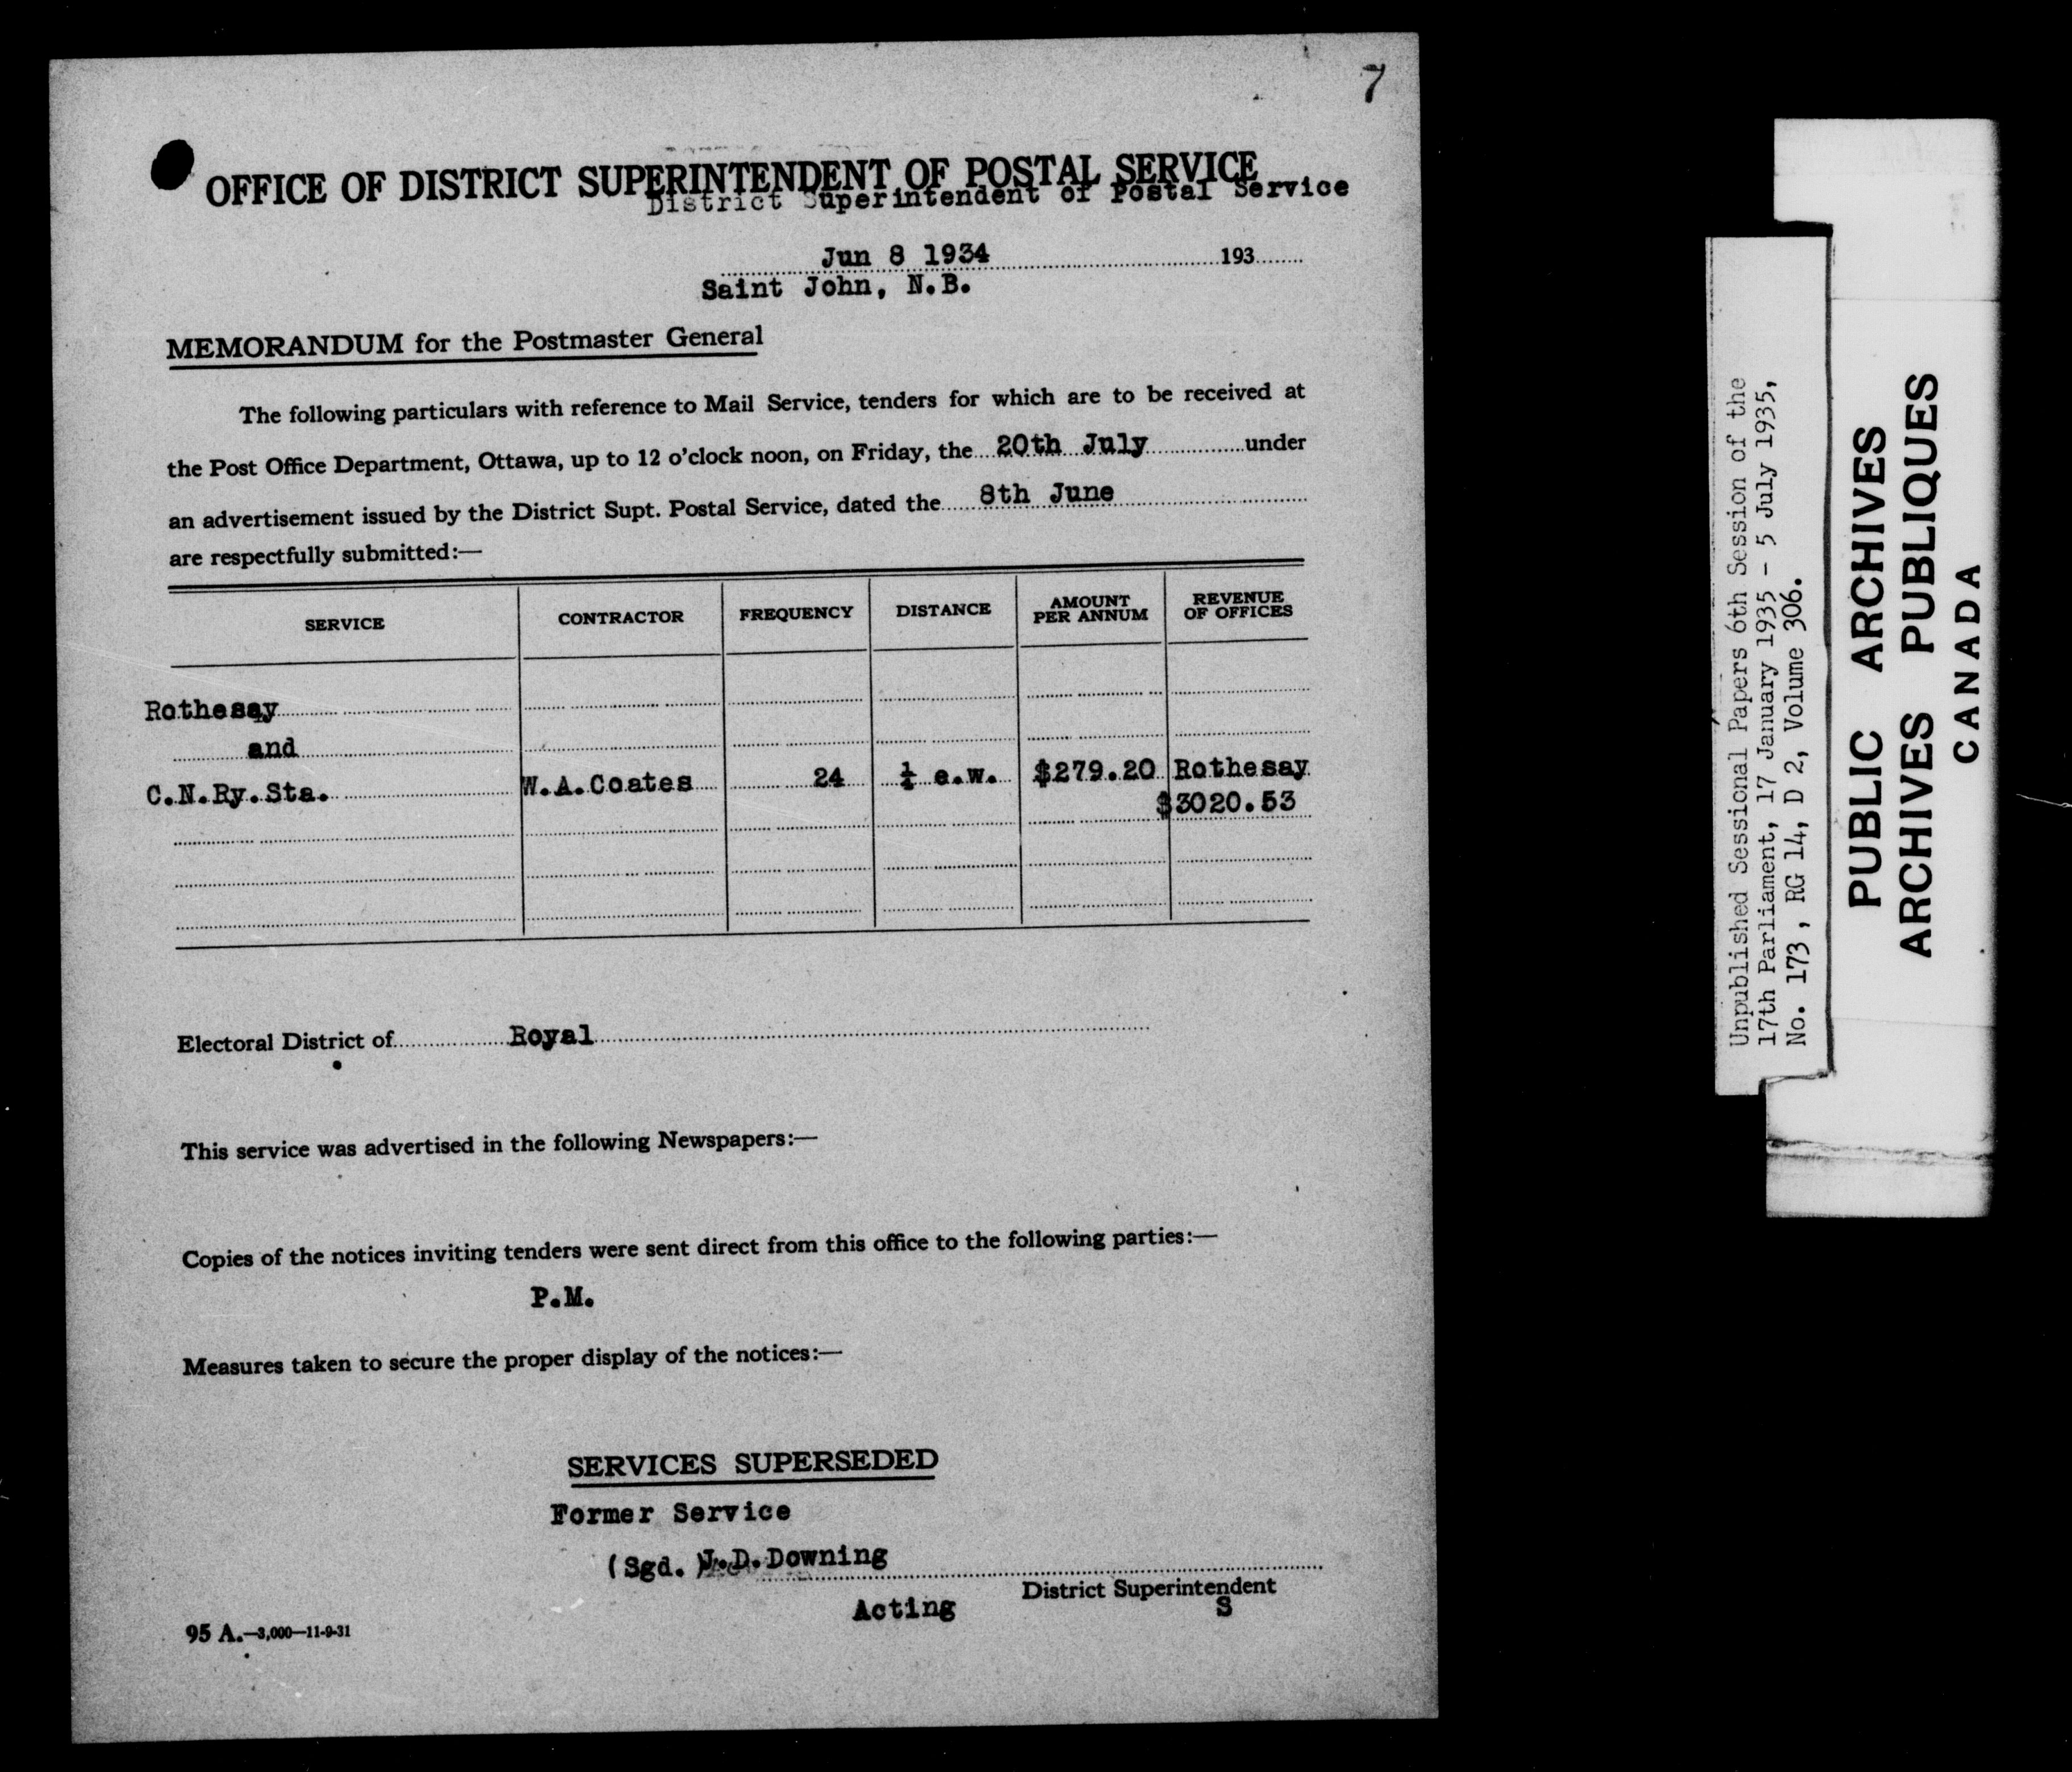 7
OFFICE OF DISTRICT SUPERINTENDENT OF POSTAL SERVICE
District Superintendent of Postal Service
Jun 8 1934 193
Saint John, N.B.
MEMORANDUM for the Postmaster General
The following particulars with reference to Mail Service, tenders for which are to be received at
the Post Office Department, Ottawa, up to 12 o'clock noon, on Friday, the 20th July under
an advertisement issued by the District Supt. Postal Service, dated the 8th June
are respectfully submitted:—
SERVICE CONTRACTOR FREQUENCY DISTANCE AMOUNT PER ANNUM REVENUE OF OFFICES
Rothesay
and
C.N.Ry.Sta. W.A.Coates 24 ¼ e.w. $279.20 Rothesay
$3020.53
Electoral District of Royal
This service was advertised in the following Newspapers:—
Copies of the notices inviting tenders were sent direct from this office to the following parties:—
P.M.
Measures taken to secure the proper display of the notices:—
SERVICES SUPERSEDED
Former Service
(Sgd.) J.D.Downing
District Superintendent
Acting S
95 A.—3,000—11-9-31
Unpublished Sessional Papers 6th Session of the
17th Parliament, 17 January 1935 - 5 July 1935,
No. 173, RG 14, D 2, Volume 306.
PUBLIC ARCHIVES
ARCHIVES PUBLIQUES
CANADA